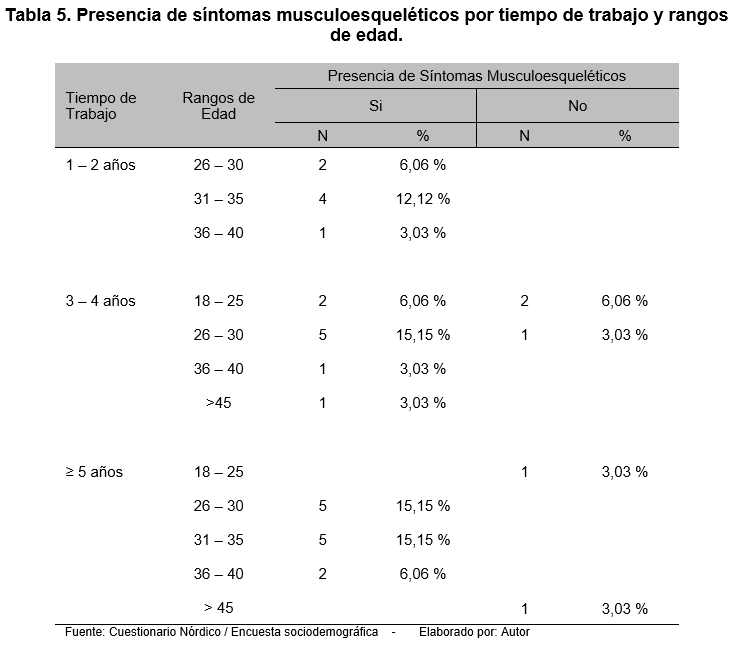 Tabla 5. Presencia de síntomas musculoesqueléticos por tiempo de trabajo y rangos
de edad.
Presencia de Síntomas Musculoesqueléticos
Tiempo de Trabajo Rangos de Edad Si No
N % N %
1 – 2 años 26 – 30 2 6,06 %
31 – 35 4 12,12 %
36 – 40 1 3,03 %
3 – 4 años 18 – 25 2 6,06 % 2 6,06 %
26 – 30 5 15,15 % 1 3,03 %
36 – 40 1 3,03 %
>45 1 3,03 %
≥ 5 años 18 – 25 1 3,03 %
26 – 30 5 15,15 %
31 – 35 5 15,15 %
36 – 40 2 6,06 %
> 45 1 3,03 %
Fuente: Cuestionario Nórdico / Encuesta sociodemográfica - Elaborado por: Autor